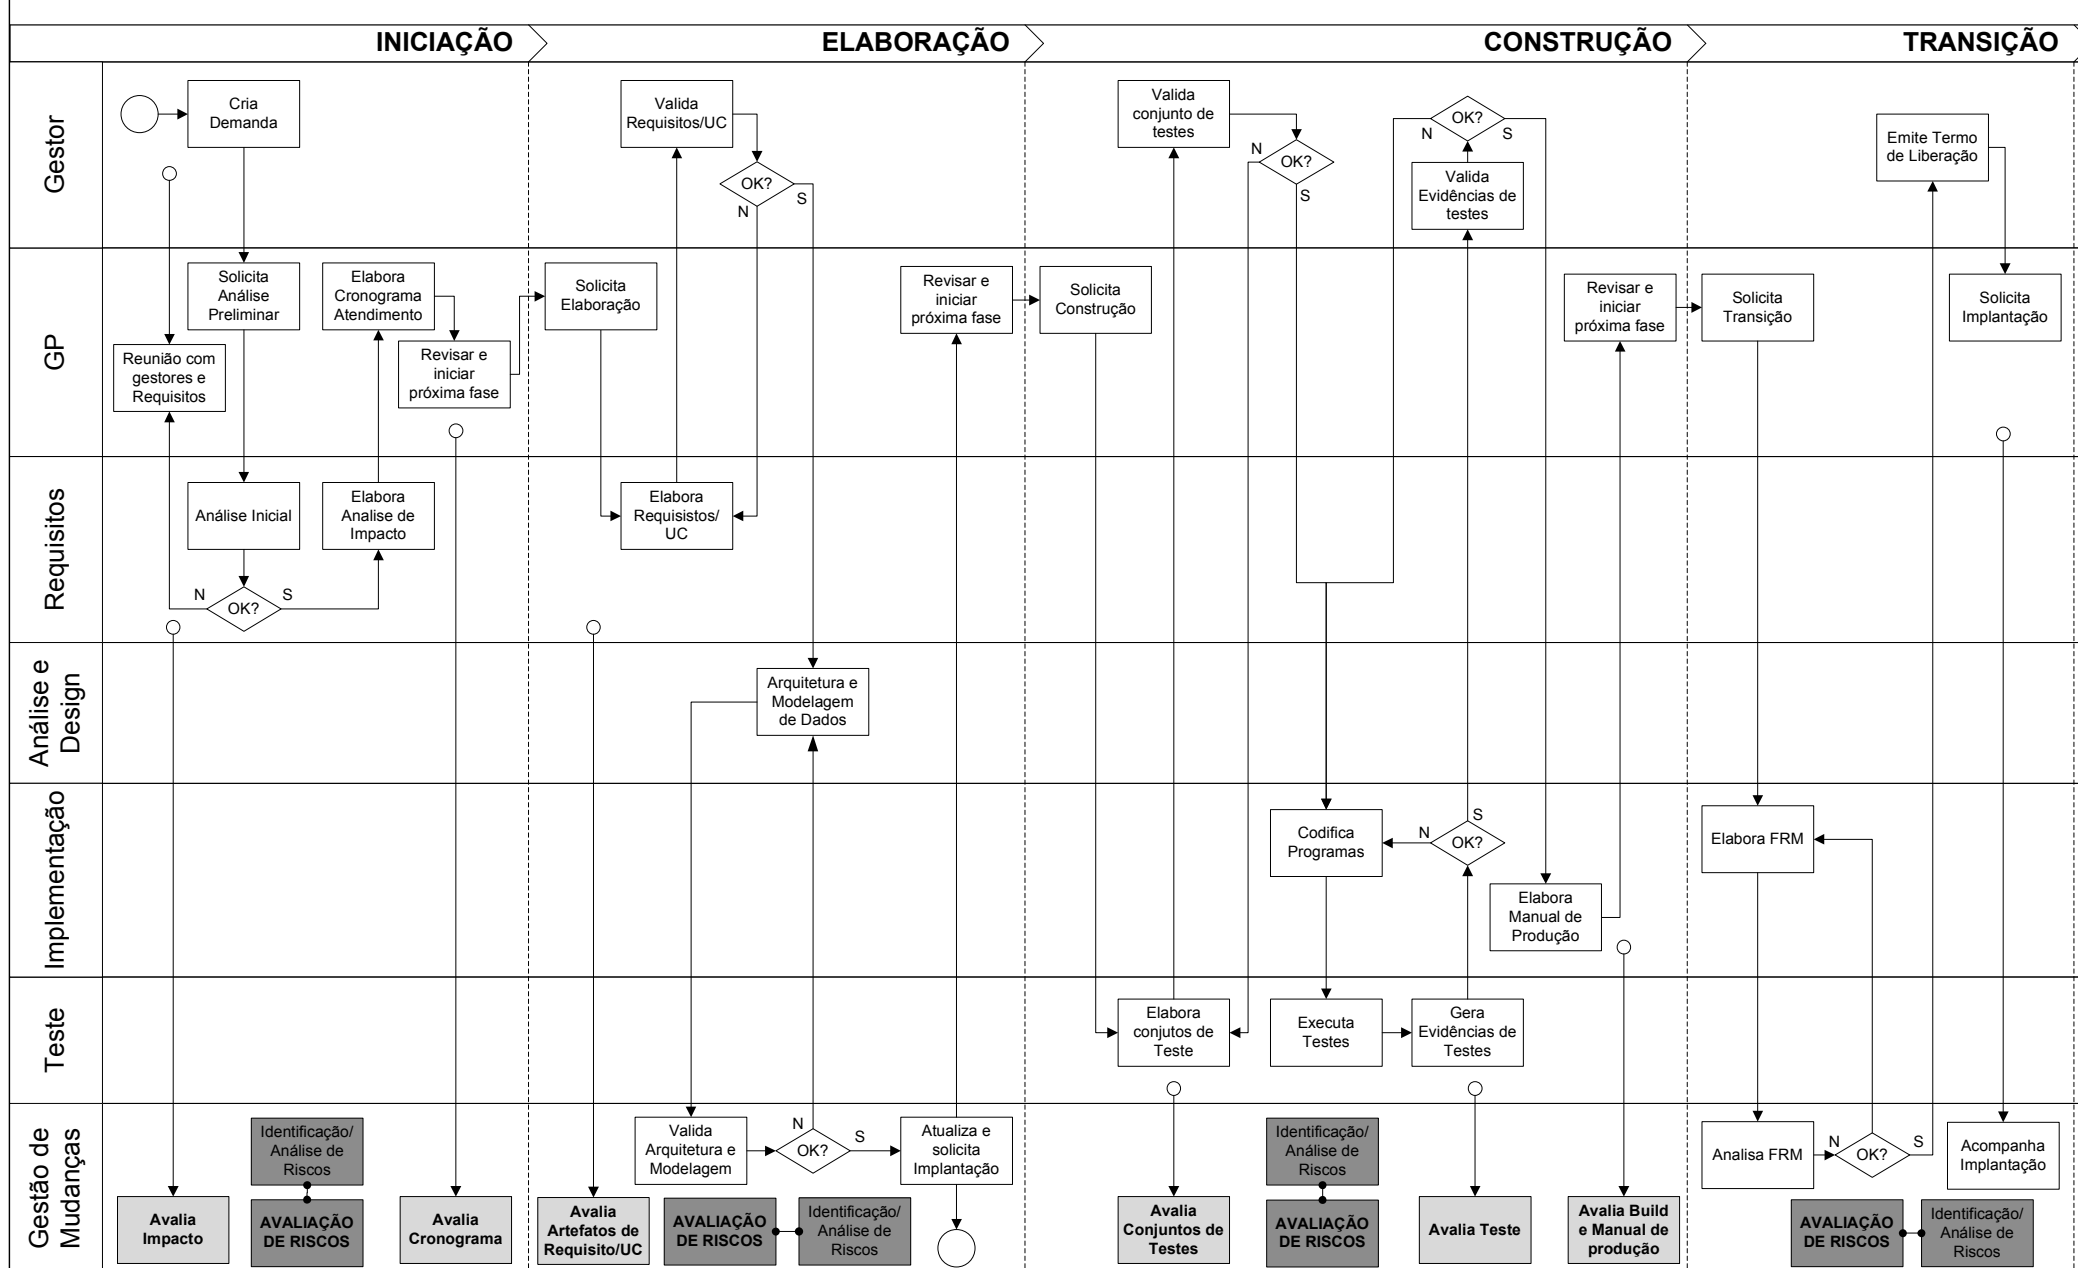 INICIAÇÃO
ELABORAÇÃO
CONSTRUÇÃO
TRANSIÇÃO
Gestor
Cria
Demanda
Valida
Requisitos/UC
OK?
S
N
Valida
conjunto de
testes
OK?
N
S
OK?
N
S
Valida
Evidências de
testes
Emite Termo
de Liberação
GP
Reunião com
gestores e
Requisitos
Solicita
Análise
Preliminar
Elabora
Cronograma
Atendimento
Revisar e
iniciar
próxima fase
Solicita
Elaboração
Revisar e
iniciar
próxima fase
Solicita
Construção
Revisar e
iniciar
próxima fase
Solicita
Transição
Solicita
Implantação
Requisitos
Análise Inicial
N
OK?
S
Elabora
Analise de
Impacto
Elabora
Requisistos/
UC
Análise e
Design
Arquitetura e
Modelagem
de Dados
Implementação
Codifica
Programas
N
S
OK?
Elabora
Manual de
Produção
Elabora FRM
Teste
Elabora
conjutos de
Teste
Executa
Testes
Gera
Evidências de
Testes
Gestão de
Mudanças
Avalia
Impacto
Identificação/
Análise de
Riscos
AVALIAÇÃO
DE RISCOS
Avalia
Cronograma
Avalia
Artefatos de
Requisito/UC
Valida
Arquitetura e
Modelagem
N
OK?
S
Atualiza e
solicita
Implantação
AVALIAÇÃO
DE RISCOS
Identificação/
Análise de
Riscos
Avalia
Conjuntos de
Testes
Identificação/
Análise de
Riscos
AVALIAÇÃO
DE RISCOS
Avalia Teste
Avalia Build
e Manual de
produção
Analisa FRM
N
OK?
S
Acompanha
Implantação
AVALIAÇÃO
DE RISCOS
Identificação/
Análise de
Riscos